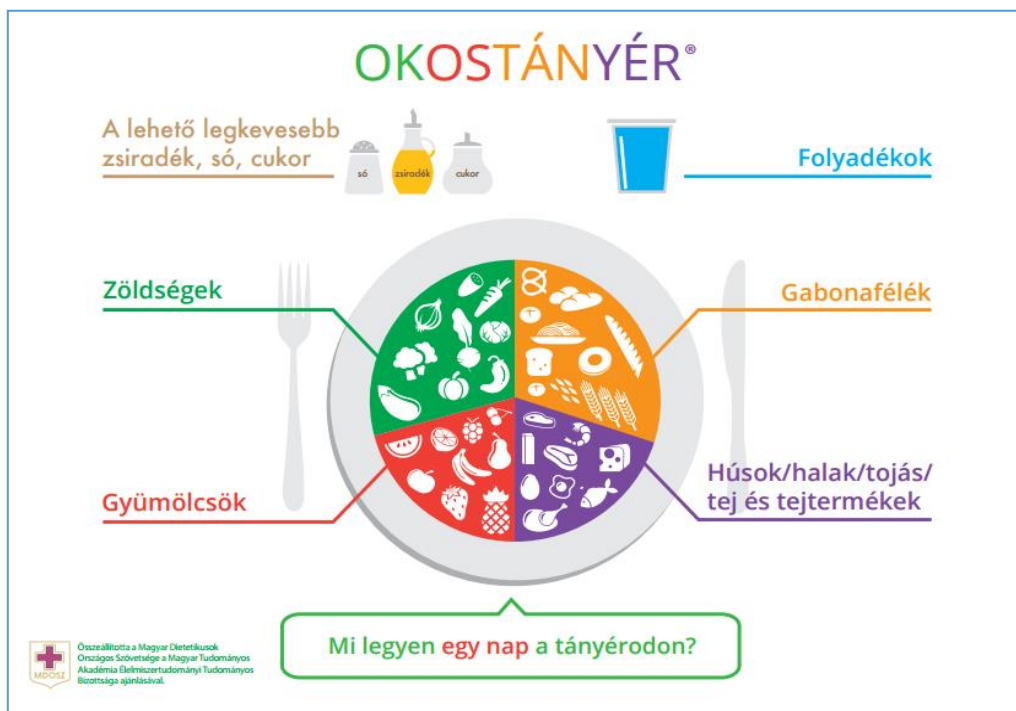 OKOSTÁNYÉR®
A lehető legkevesebb
zsiradék, só, cukor
só
zsiradék
cukor
Folyadékok
Zöldségek
Gabonafélék
Gyümölcsök
Húsok/halak/tojás/
tej és tejtermékek
Mi legyen egy nap a tányérodon?
MDOSZ
Összeállította a Magyar Dietetikusok
Országos Szövetsége a Magyar Tudományos
Akadémia Élelmiszertudományi Tudományos
Bizottsága ajánlásával.